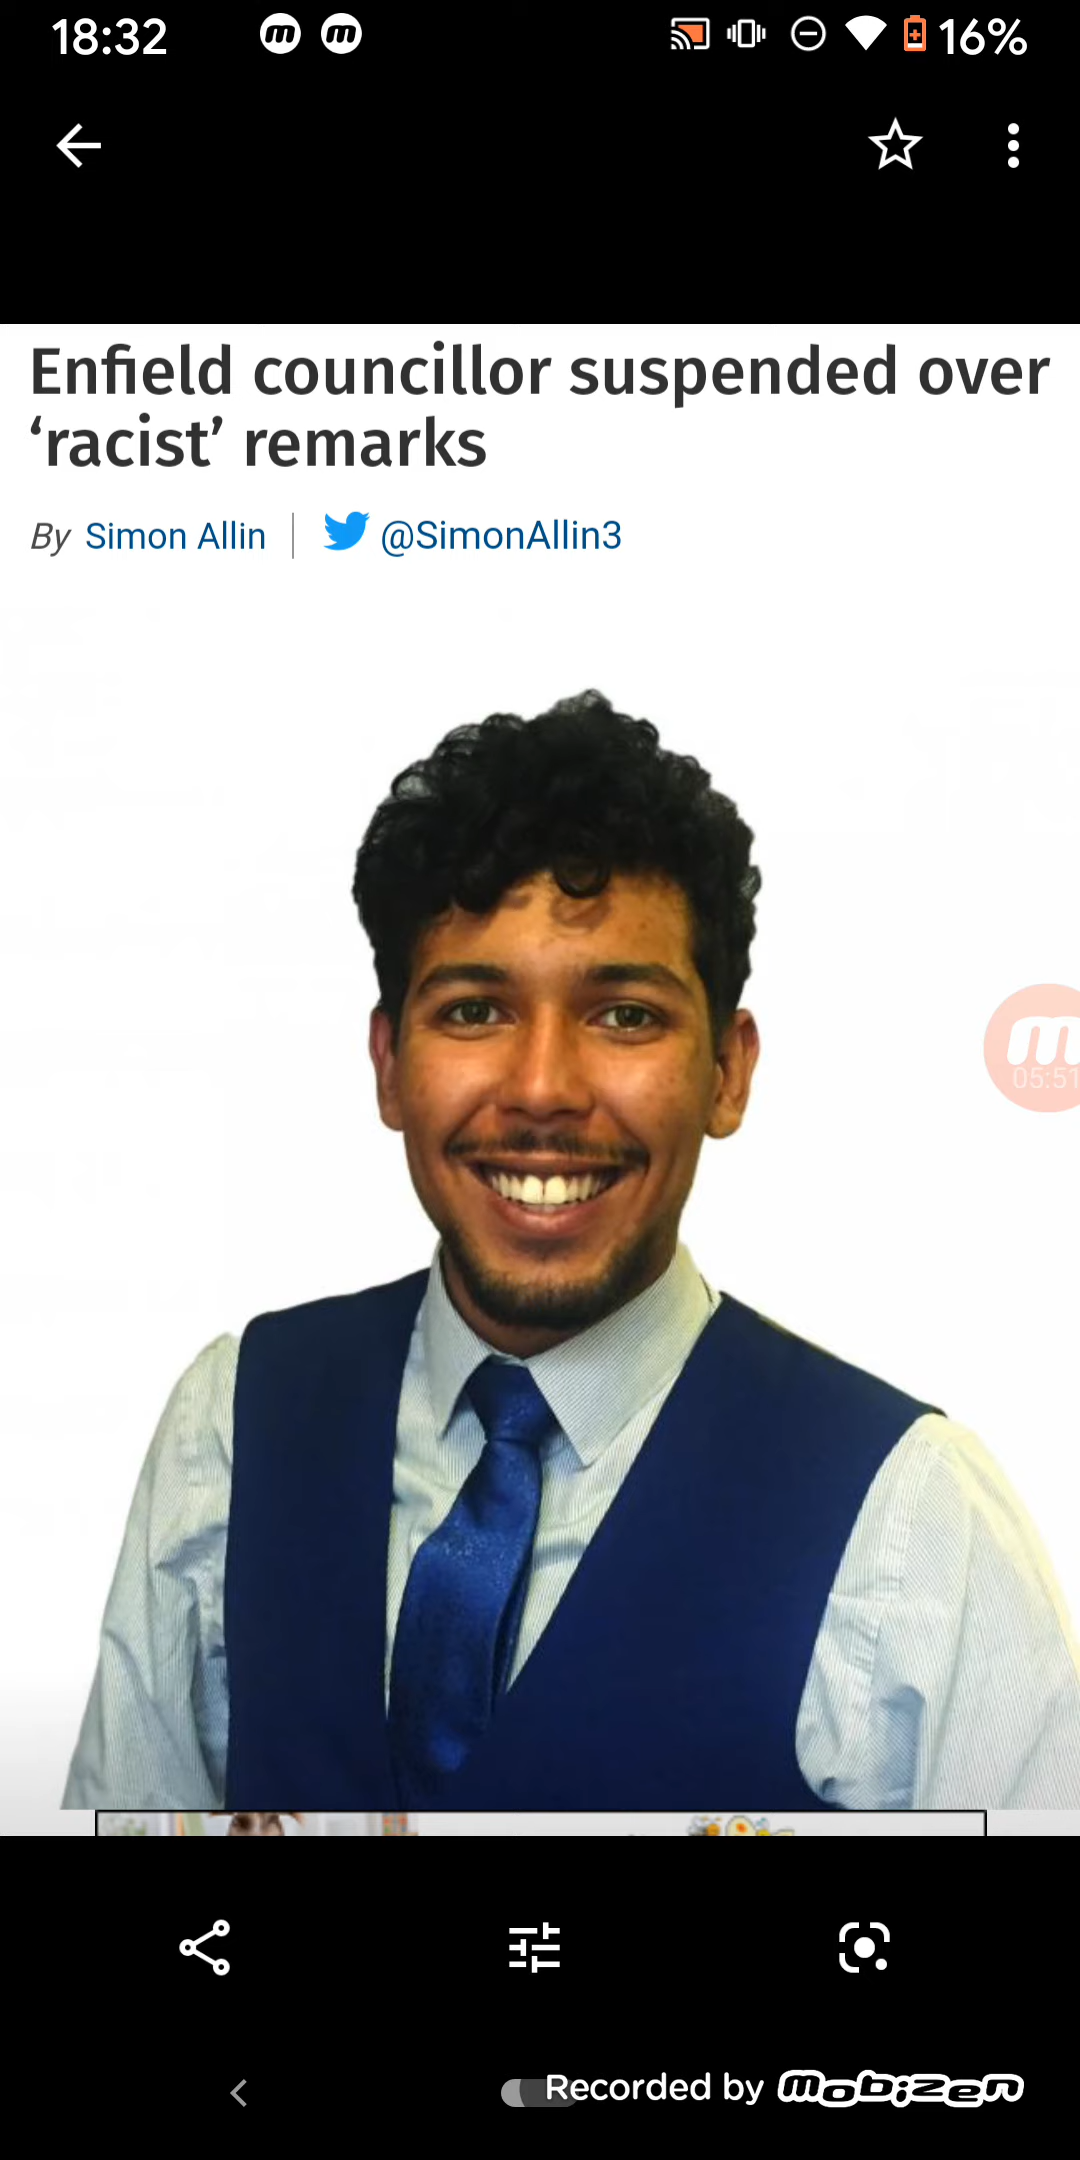 18:32
16%
Enfield councillor suspended over
‘racist’ remarks
By Simon Allin | @SimonAllin3
m
05:51
Recorded by Mobizen